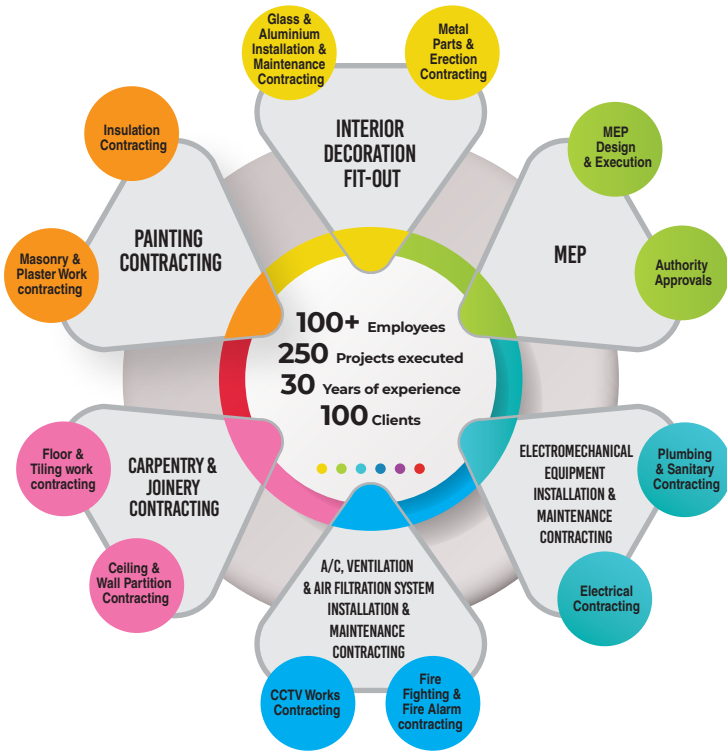 Glass &
Aluminium
Installation &
Maintenance
Contracting
Metal
Parts &
Erection
Contracting
INTERIOR
DECORATION
FIT-OUT
MEP
Design
& Execution
Authority
Approvals
MEP
Insulation
Contracting
Masonry &
Plaster Work
contracting
PAINTING
CONTRACTING
100+ Employees
250 Projects executed
30 Years of experience
100 Clients
Floor &
Tiling work
contracting
Ceiling &
Wall Partition
Contracting
CARPENTRY &
JOINERY
CONTRACTING
ELECTROMECHANICAL
EQUIPMENT
INSTALLATION &
MAINTENANCE
CONTRACTING
Plumbing
& Sanitary
Contracting
Electrical
Contracting
A/C, VENTILATION
& AIR FILTRATION SYSTEM
INSTALLATION &
MAINTENANCE
CONTRACTING
CCTV Works
Contracting
Fire
Fighting &
Fire Alarm
contracting